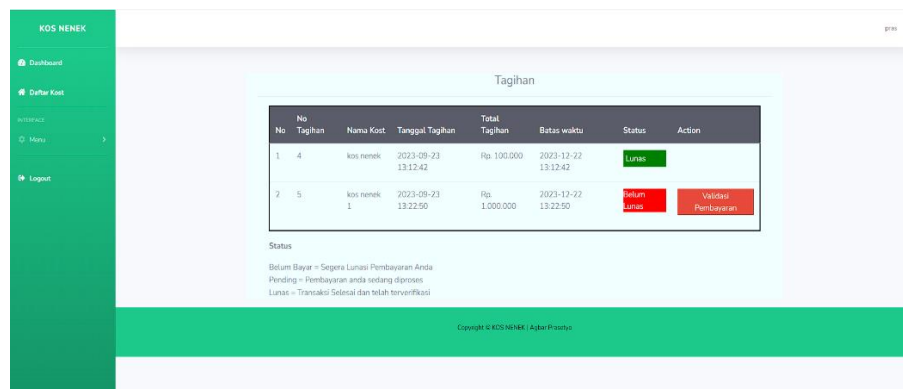 KOS NENEK
pras
Dashboard
Daftar Kost
INTERFACE
Menu
Logout
Tagihan
No No Tagihan Nama Kost Tanggal Tagihan Total Tagihan Batas waktu Status Action
1 4 kos nenek 2023-09-23 13:12:42 Rp. 100.000 2023-12-22 13:12:42 Lunas
2 5 kos nenek 1 2023-09-23 13:22:50 Rp. 1.000.000 2023-12-22 13:22:50 Belum Lunas Validasi Pembayaran
Status
Belum Bayar = Segera Lunasi Pembayaran Anda
Pending = Pembayaran anda sedang diproses
Lunas = Transaksi Selesai dan telah terverifikasi
Copyright © KOS NENEK | Agbar Prasetyo